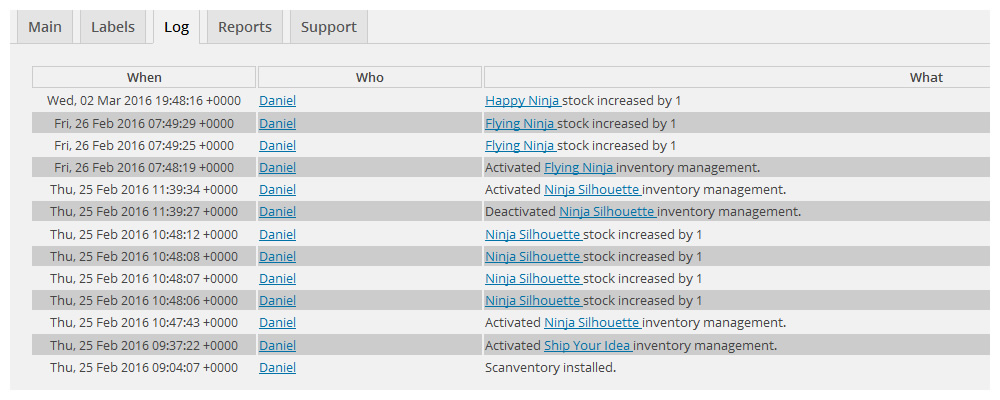 Main Labels Log Reports Support
When Who What
Wed, 02 Mar 2016 19:48:16 +0000 Daniel Happy Ninja stock increased by 1
Fri, 26 Feb 2016 07:49:29 +0000 Daniel Flying Ninja stock increased by 1
Fri, 26 Feb 2016 07:49:25 +0000 Daniel Flying Ninja stock increased by 1
Fri, 26 Feb 2016 07:48:19 +0000 Daniel Activated Flying Ninja inventory management.
Thu, 25 Feb 2016 11:39:34 +0000 Daniel Activated Ninja Silhouette inventory management.
Thu, 25 Feb 2016 11:39:27 +0000 Daniel Deactivated Ninja Silhouette inventory management.
Thu, 25 Feb 2016 10:48:12 +0000 Daniel Ninja Silhouette stock increased by 1
Thu, 25 Feb 2016 10:48:08 +0000 Daniel Ninja Silhouette stock increased by 1
Thu, 25 Feb 2016 10:48:07 +0000 Daniel Ninja Silhouette stock increased by 1
Thu, 25 Feb 2016 10:48:06 +0000 Daniel Ninja Silhouette stock increased by 1
Thu, 25 Feb 2016 10:47:43 +0000 Daniel Activated Ninja Silhouette inventory management.
Thu, 25 Feb 2016 09:37:22 +0000 Daniel Activated Ship Your Idea inventory management.
Thu, 25 Feb 2016 09:04:07 +0000 Daniel Scanventory installed.